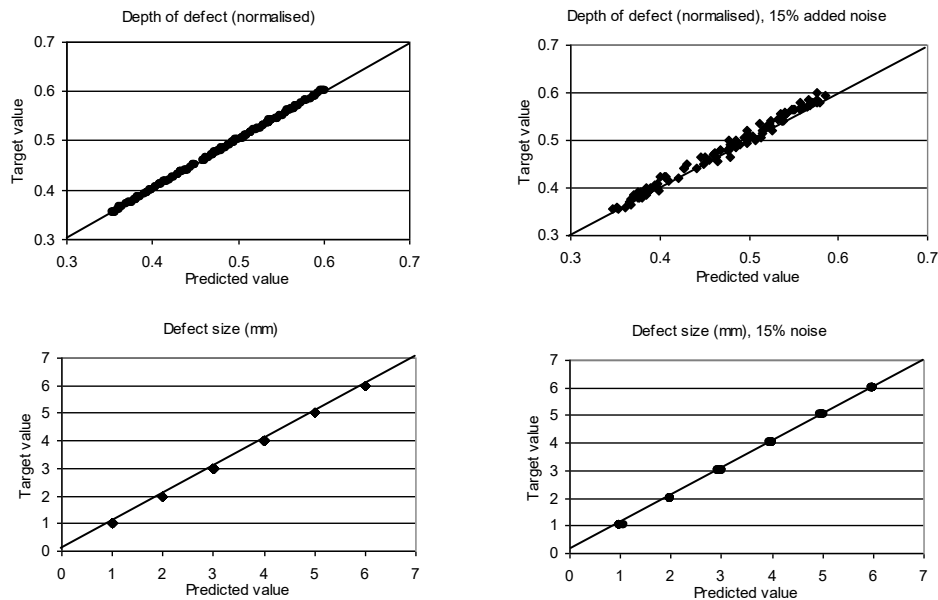 Depth of defect (normalised)
0.7
0.6
0.5
0.4
0.3
0.3 0.4 0.5 0.6 0.7
Target value
Predicted value
Depth of defect (normalised), 15% added noise
0.7
0.6
0.5
0.4
0.3
0.3 0.4 0.5 0.6 0.7
Target value
Predicted value
Defect size (mm)
7
6
5
4
3
2
1
0
0 1 2 3 4 5 6 7
Target value
Predicted value
Defect size (mm), 15% noise
7
6
5
4
3
2
1
0
0 1 2 3 4 5 6 7
Target value
Predicted value